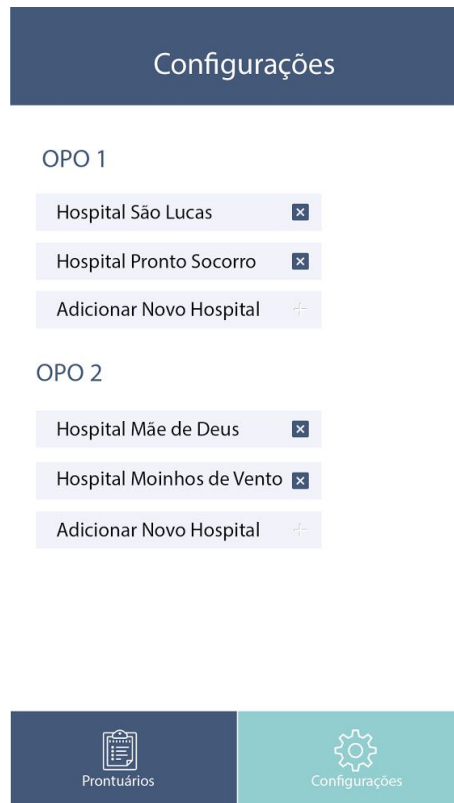 Configurações
OPO 1
Hospital São Lucas
Hospital Pronto Socorro
Adicionar Novo Hospital
OPO 2
Hospital Mãe de Deus
Hospital Moinhos de Vento
Adicionar Novo Hospital
Prontuários
Configurações